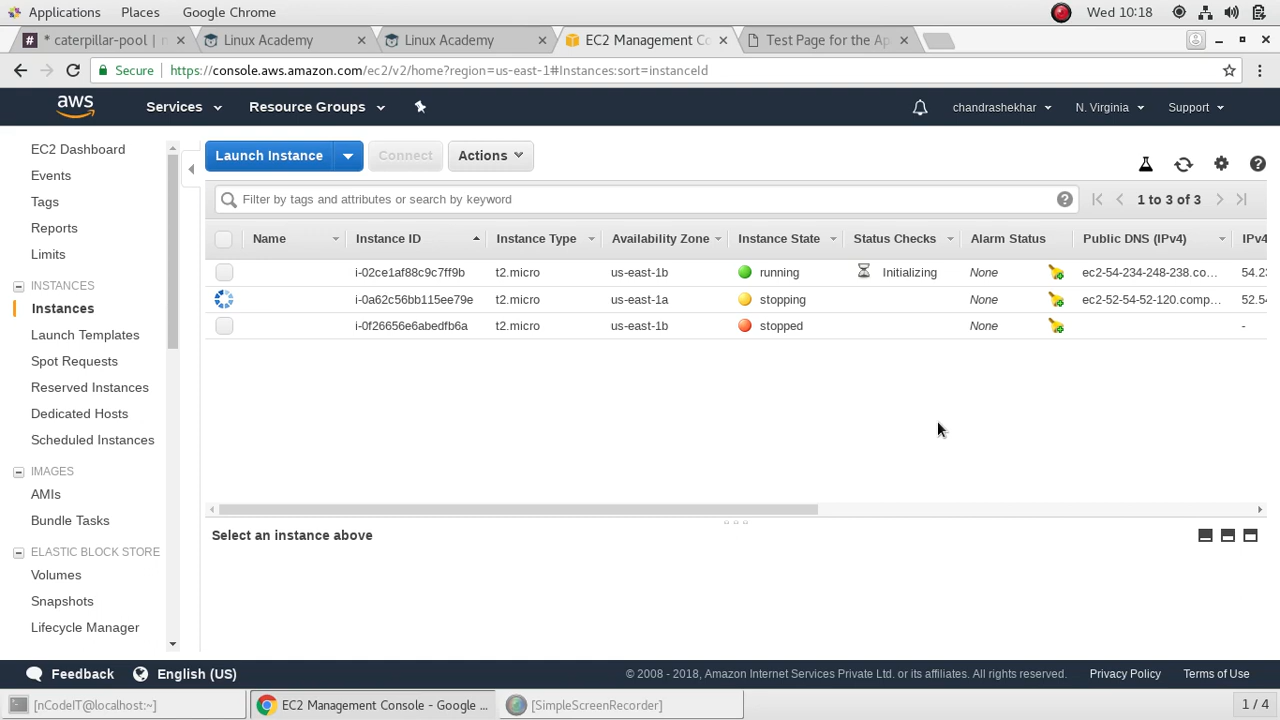 Applications Places Google Chrome Wed 10:18
# * caterpillar-pool | Linux Academy Linux Academy EC2 Management Co Test Page for the Ap
Secure https://console.aws.amazon.com/ec2/v2/home?region=us-east-1#Instances:sort=instanceId
aws Services Resource Groups chandrashekhar N. Virginia Support
EC2 Dashboard
Events
Tags
Reports
Limits
INSTANCES
Instances
Launch Templates
Spot Requests
Reserved Instances
Dedicated Hosts
Scheduled Instances
IMAGES
AMIs
Bundle Tasks
ELASTIC BLOCK STORE
Volumes
Snapshots
Lifecycle Manager
Launch Instance Connect Actions
Filter by tags and attributes or search by keyword 1 to 3 of 3
Name Instance ID Instance Type Availability Zone Instance State Status Checks Alarm Status Public DNS (IPv4) IPv4
i-02ce1af88c9c7ff9b t2.micro us-east-1b running Initializing None ec2-54-234-248-238.co... 54.23
i-0a62c56bb115ee79e t2.micro us-east-1a stopping None ec2-52-54-52-120.comp... 52.54
i-0f26656e6abedfb6a t2.micro us-east-1b stopped None -
Select an instance above
Feedback English (US) © 2008 - 2018, Amazon Internet Services Private Ltd. or its affiliates. All rights reserved. Privacy Policy Terms of Use
[nCodeIT@localhost:~] EC2 Management Console - Google ... [SimpleScreenRecorder] 1 / 4